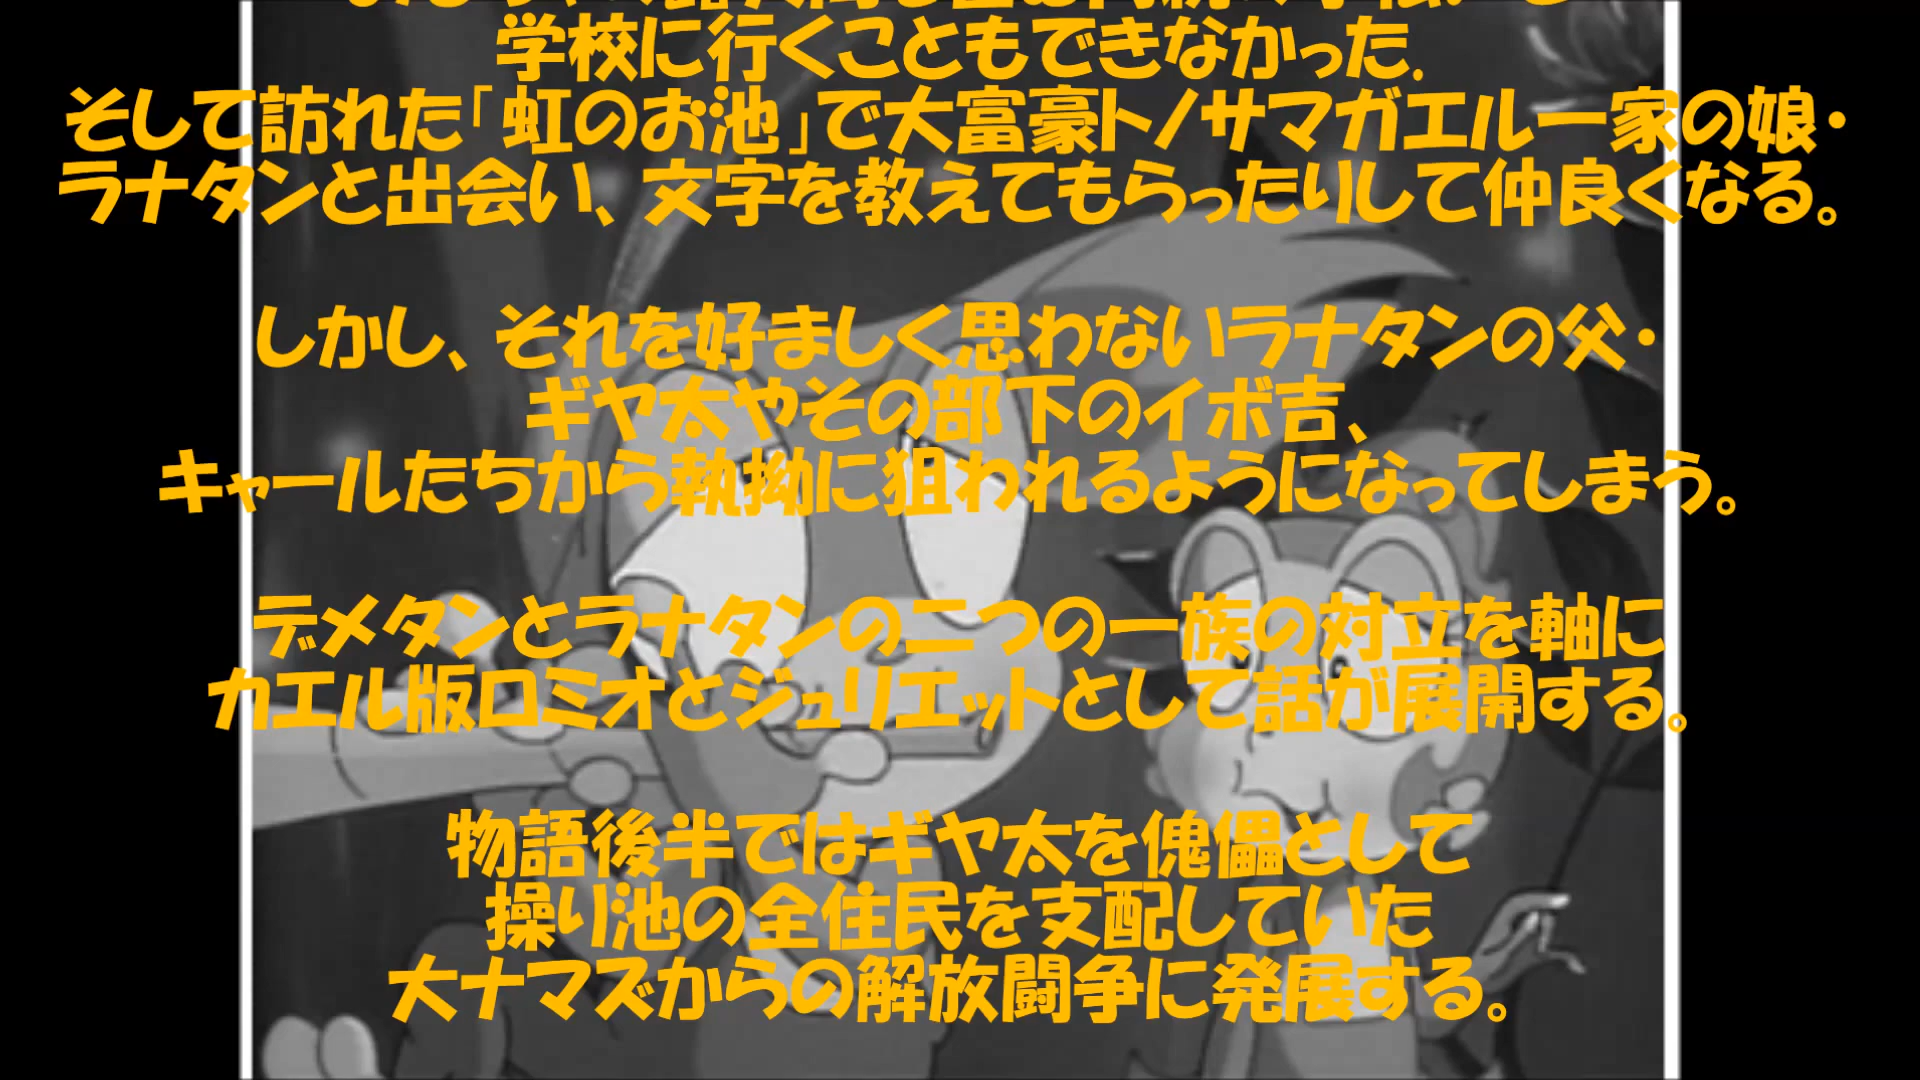 学校に行くこともできなかった.
そして訪れた「虹のお池」で大富豪トノサマガエル一家の娘・
ラナタンと出会い、文字を教えてもらったりして仲良くなる。
しかし、それを好ましく思わないラナタンの父・
ギヤ太やその部下のイボ吉、
キャールたちから執拗に狙われるようになってしまう。
デメタンとラナタンの二つの一族の対立を軸に
カエル版ロミオとジュリエットとして話が展開する。
物語後半ではギヤ太を傀儡として
操り池の全住民を支配していた
大ナマズからの解放闘争に発展する。